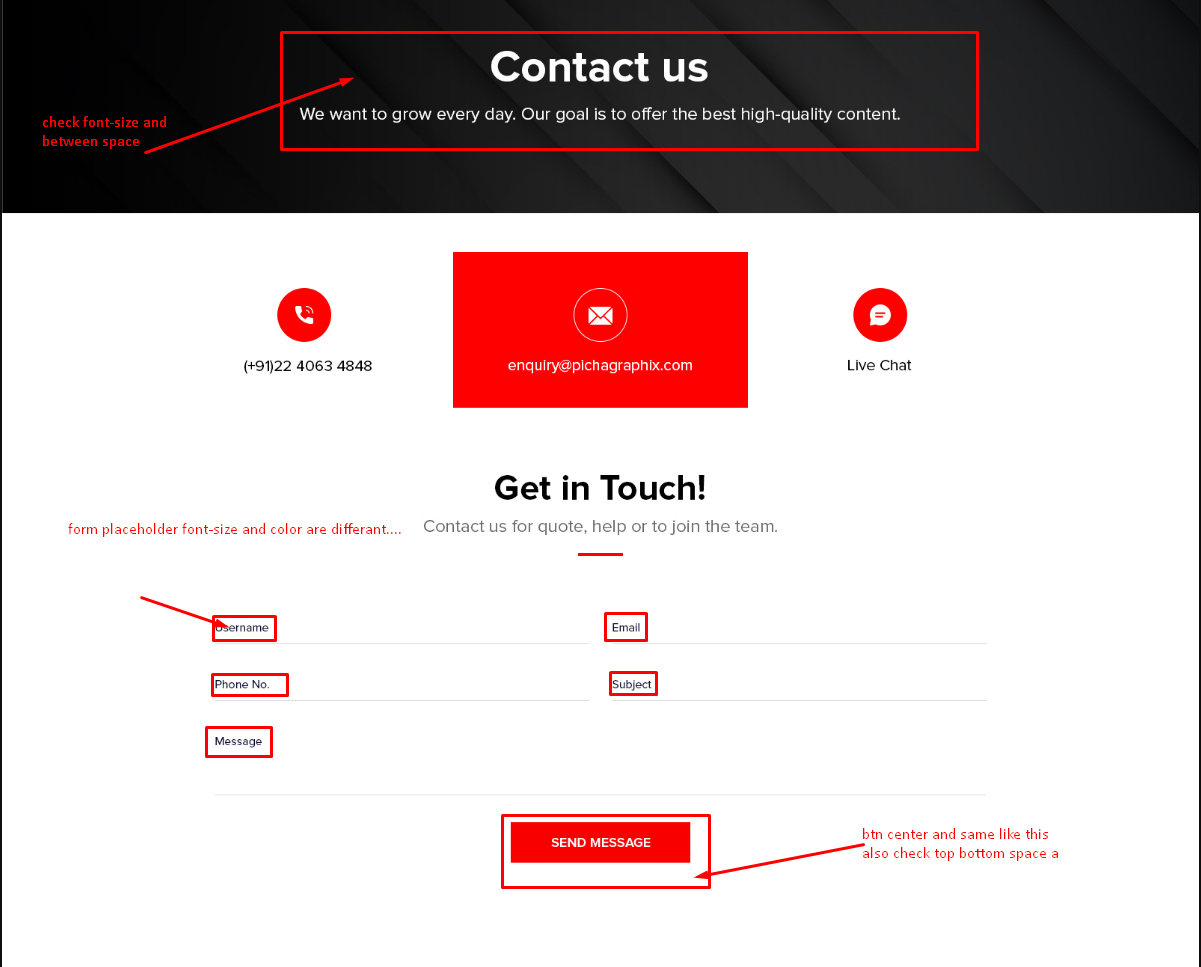 Contact us
We want to grow every day. Our goal is to offer the best high-quality content.
check font-size and
between space
(+91)22 4063 4848
enquiry@pichagraphix.com
Live Chat
Get in Touch!
Contact us for quote, help or to join the team.
form placeholder font-size and color are differant....
Username
Email
Phone No.
Subject
Message
SEND MESSAGE
btn center and same like this
also check top bottom space a